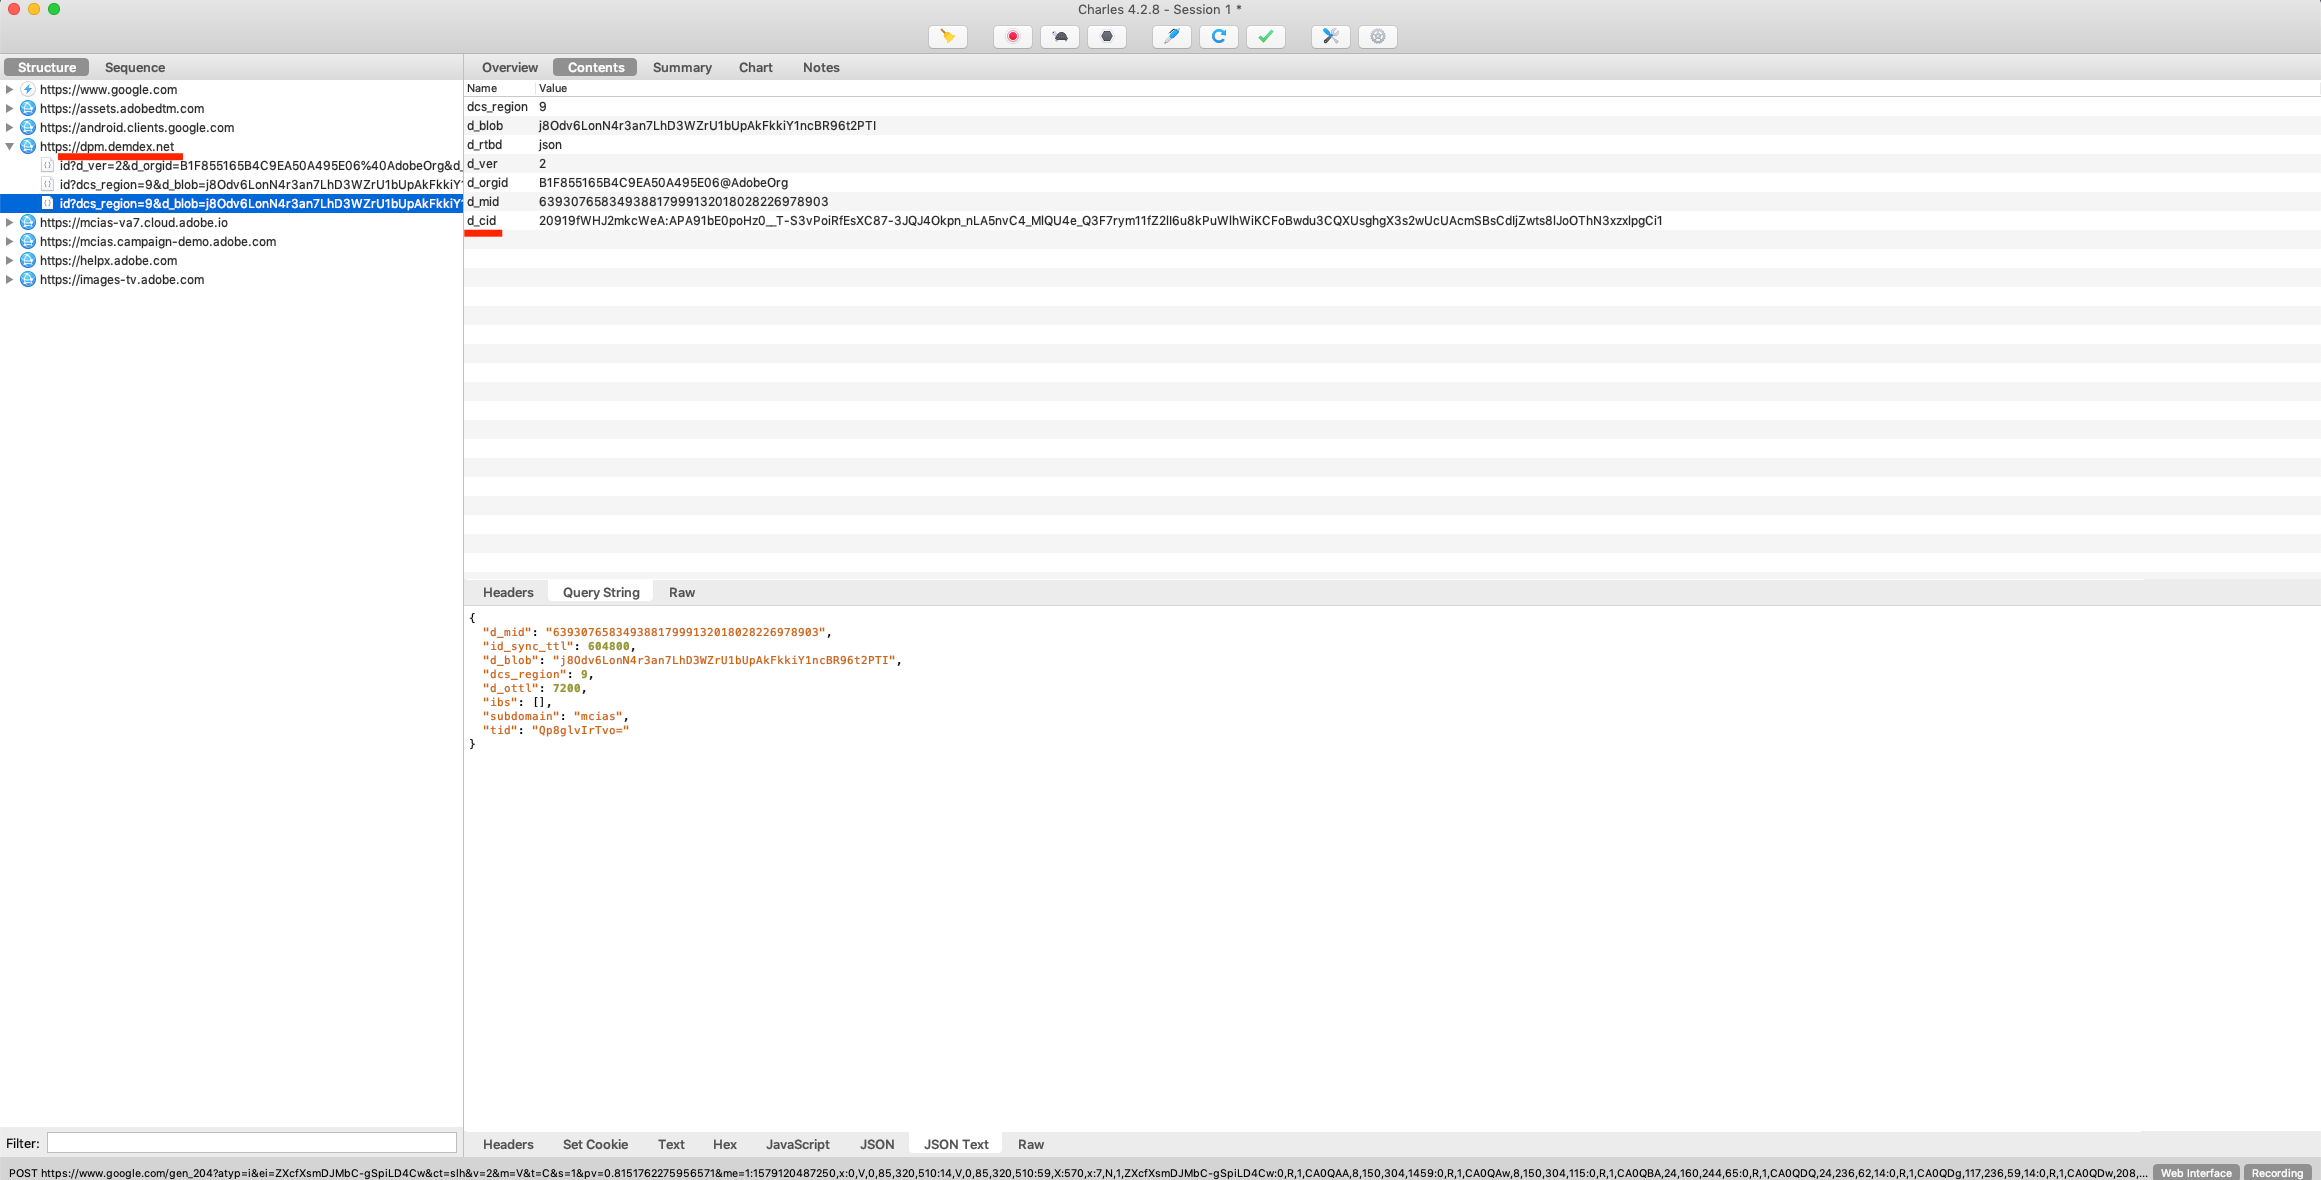 Charles 4.2.8 - Session 1 *
Structure Sequence
https://www.google.com
https://assets.adobedtm.com
https://android.clients.google.com
https://dpm.demdex.net
id?d_ver=2&d_orgid=B1F855165B4C9EA50A495E06%40AdobeOrg&d_
id?dcs_region=9&d_blob=j8Odv6LonN4r3an7LhD3WZrU1bUpAkFkkiY
id?dcs_region=9&d_blob=j8Odv6LonN4r3an7LhD3WZrU1bUpAkFkkiY
https://mcias-va7.cloud.adobe.io
https://mcias.campaign-demo.adobe.com
https://helpx.adobe.com
https://images-tv.adobe.com
Filter:
Overview Contents Summary Chart Notes
Name Value
dcs_region 9
d_blob j8Odv6LonN4r3an7LhD3WZrU1bUpAkFkkiY1ncBR96t2PTI
d_rtbd json
d_ver 2
d_orgid B1F855165B4C9EA50A495E06@AdobeOrg
d_mid 63930765834938817999132018028226978903
d_cid 20919fWHJ2mkcWeA:APA91bE0poHz0__T-S3vPoiRfEsXC87-3JQJ4Okpn_nLA5nvC4_MlQU4e_Q3F7rym11fZ2lI6u8kPuWlhWiKCFoBwdu3CQXUsghgX3s2wUcUAcmSBsCdljZwts8lJoOThN3xzxlpgCi1
Headers Query String Raw
{
"d_mid": "63930765834938817999132018028226978903",
"id_sync_ttl": 604800,
"d_blob": "j8Odv6LonN4r3an7LhD3WZrU1bUpAkFkkiY1ncBR96t2PTI",
"dcs_region": 9,
"d_ottl": 7200,
"ibs": [],
"subdomain": "mcias",
"tid": "Qp8glvIrTvo="
}
Headers Set Cookie Text Hex JavaScript JSON JSON Text Raw
POST https://www.google.com/gen_204?atyp=i&ei=ZXcfXsmDJMbC-gSpiLD4Cw&ct=slh&v=2&m=V&t=C&s=1&pv=0.8151762275956571&me=1:1579120487250,x:0,V,0,85,320,510:14,V,0,85,320,510:59,X:570,x:7,N,1,ZXcfXsmDJMbC-gSpiLD4Cw:0,R,1,CA0QAA,8,150,304,1459:0,R,1,CA0QAw,8,150,304,115:0,R,1,CA0QBA,24,160,244,65:0,R,1,CA0QDQ,24,236,62,14:0,R,1,CA0QDg,117,236,59,14:0,R,1,CA0QDw,208,... Web Interface Recording